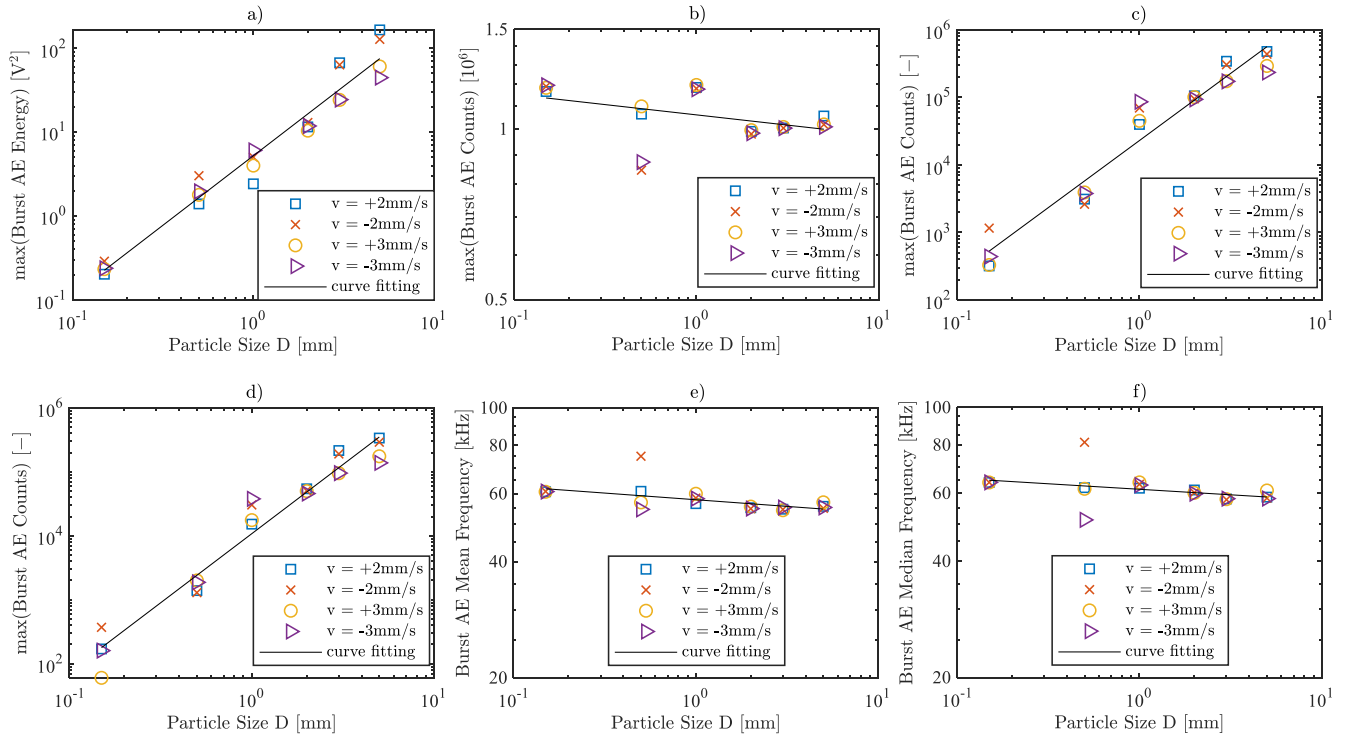 a)
max(Burst AE Energy) [V²]
10²
10¹
10⁰
10⁻¹
10⁻¹
10⁰
10¹
Particle Size D [mm]
v = +2mm/s
v = -2mm/s
v = +3mm/s
v = -3mm/s
curve fitting
b)
max(Burst AE Counts) [10⁶]
1.5
1
0.5
10⁻¹
10⁰
10¹
Particle Size D [mm]
v = +2mm/s
v = -2mm/s
v = +3mm/s
v = -3mm/s
curve fitting
c)
max(Burst AE Counts) [−]
10⁶
10⁵
10⁴
10³
10²
10⁻¹
10⁰
10¹
Particle Size D [mm]
v = +2mm/s
v = -2mm/s
v = +3mm/s
v = -3mm/s
curve fitting
d)
max(Burst AE Counts) [−]
10⁶
10⁴
10²
10⁻¹
10⁰
10¹
Particle Size D [mm]
v = +2mm/s
v = -2mm/s
v = +3mm/s
v = -3mm/s
curve fitting
e)
Burst AE Mean Frequency [kHz]
100
80
60
40
20
10⁻¹
10⁰
10¹
Particle Size D [mm]
v = +2mm/s
v = -2mm/s
v = +3mm/s
v = -3mm/s
curve fitting
f)
Burst AE Median Frequency [kHz]
100
80
60
40
20
10⁻¹
10⁰
10¹
Particle Size D [mm]
v = +2mm/s
v = -2mm/s
v = +3mm/s
v = -3mm/s
curve fitting